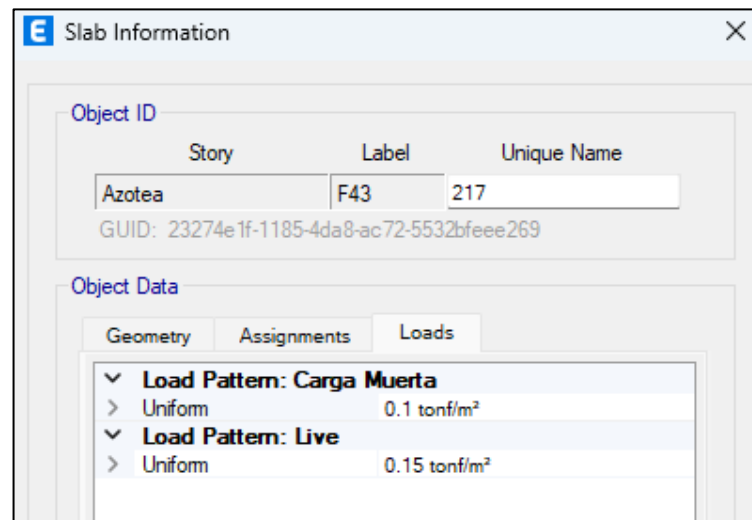 E Slab Information
Object ID
Story Label Unique Name
Azotea F43 217
GUID: 23274e1f-1185-4da8-ac72-5532bfeee269
Object Data
Geometry Assignments Loads
Load Pattern: Carga Muerta
Uniform 0.1 tonf/m²
Load Pattern: Live
Uniform 0.15 tonf/m²